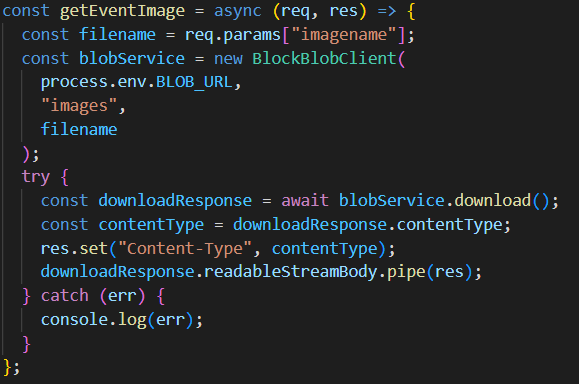 const getEventImage = async (req, res) => {
  const filename = req.params["imagename"];
  const blobService = new BlockBlobClient(
    process.env.BLOB_URL,
    "images",
    filename
  );
  try {
    const downloadResponse = await blobService.download();
    const contentType = downloadResponse.contentType;
    res.set("Content-Type", contentType);
    downloadResponse.readableStreamBody.pipe(res);
  } catch (err) {
    console.log(err);
  }
};